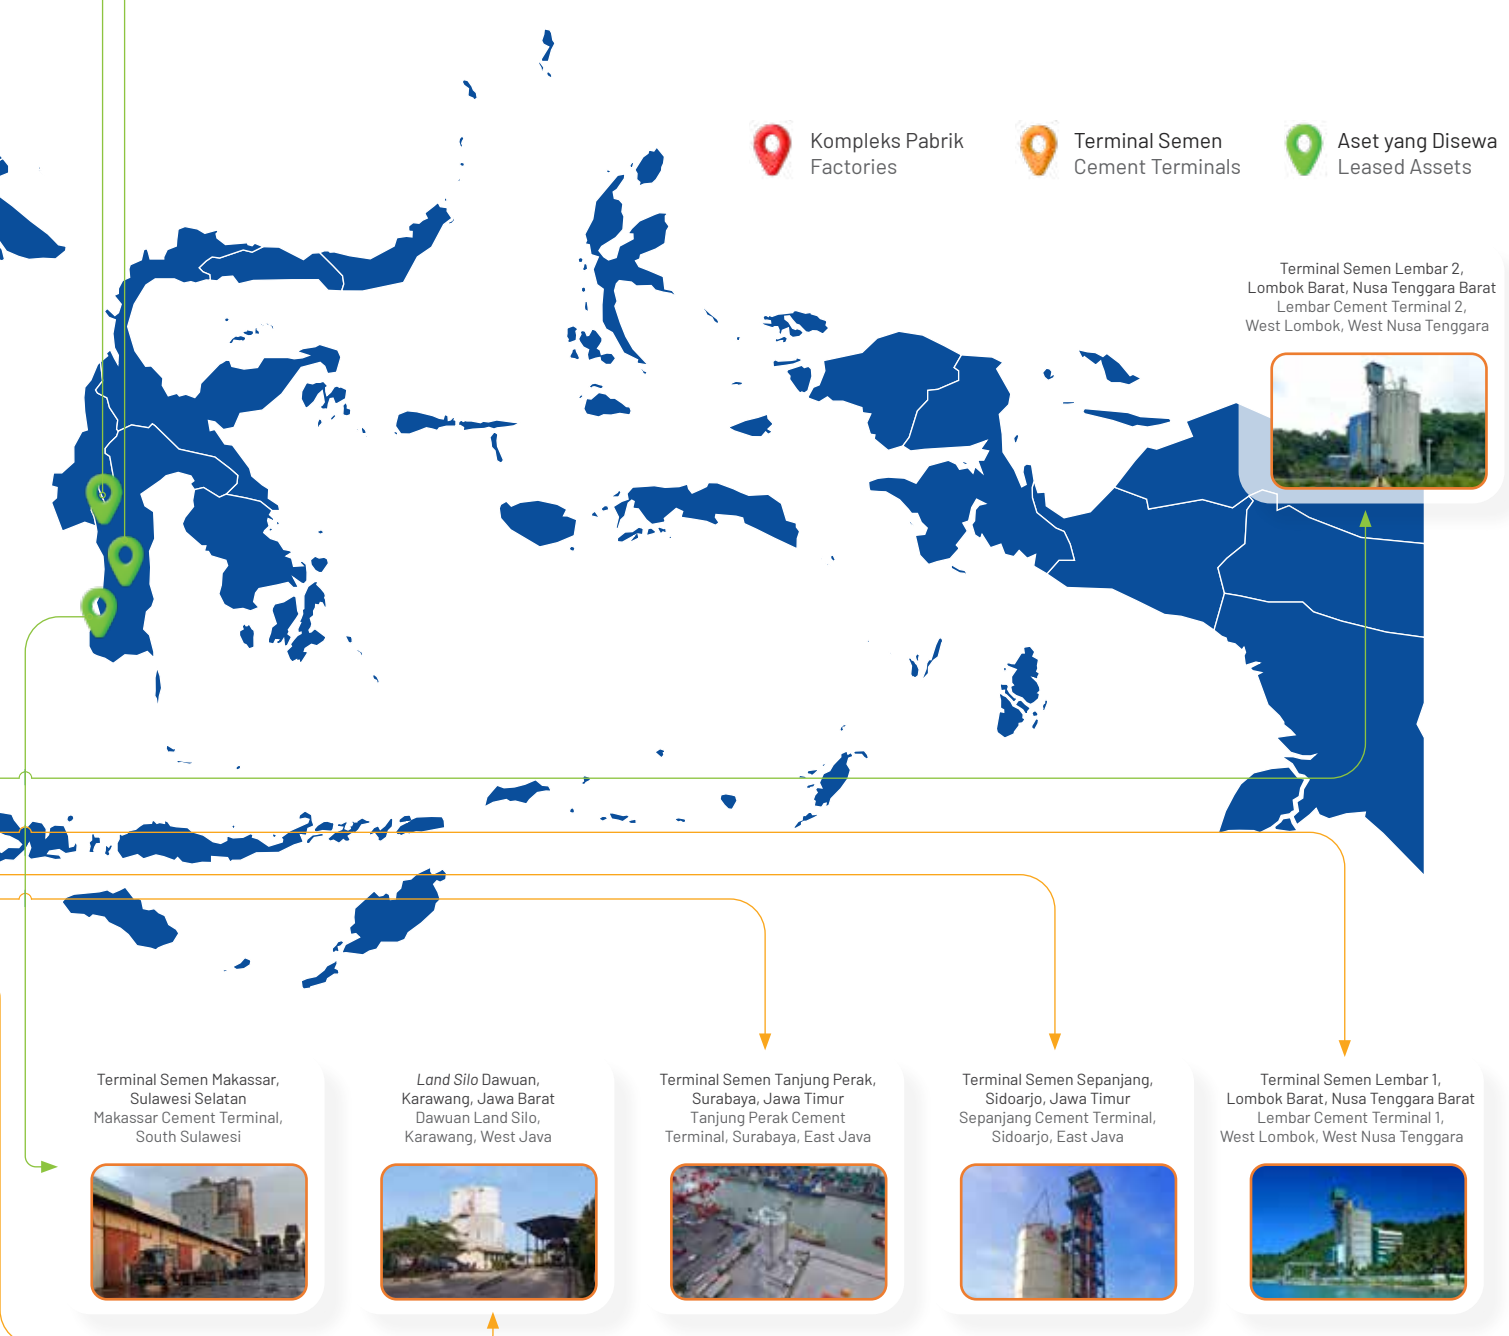 Kompleks Pabrik
Factories
Terminal Semen
Cement Terminals
Aset yang Disewa
Leased Assets
Terminal Semen Lembar 2,
Lombok Barat, Nusa Tenggara Barat
Lembar Cement Terminal 2,
West Lombok, West Nusa Tenggara
Terminal Semen Makassar,
Sulawesi Selatan
Makassar Cement Terminal,
South Sulawesi
Land Silo Dawuan,
Karawang, Jawa Barat
Dawuan Land Silo,
Karawang, West Java
Terminal Semen Tanjung Perak,
Surabaya, Jawa Timur
Tanjung Perak Cement
Terminal, Surabaya, East Java
Terminal Semen Sepanjang,
Sidoarjo, Jawa Timur
Sepanjang Cement Terminal,
Sidoarjo, East Java
Terminal Semen Lembar 1,
Lombok Barat, Nusa Tenggara Barat
Lembar Cement Terminal 1,
West Lombok, West Nusa Tenggara